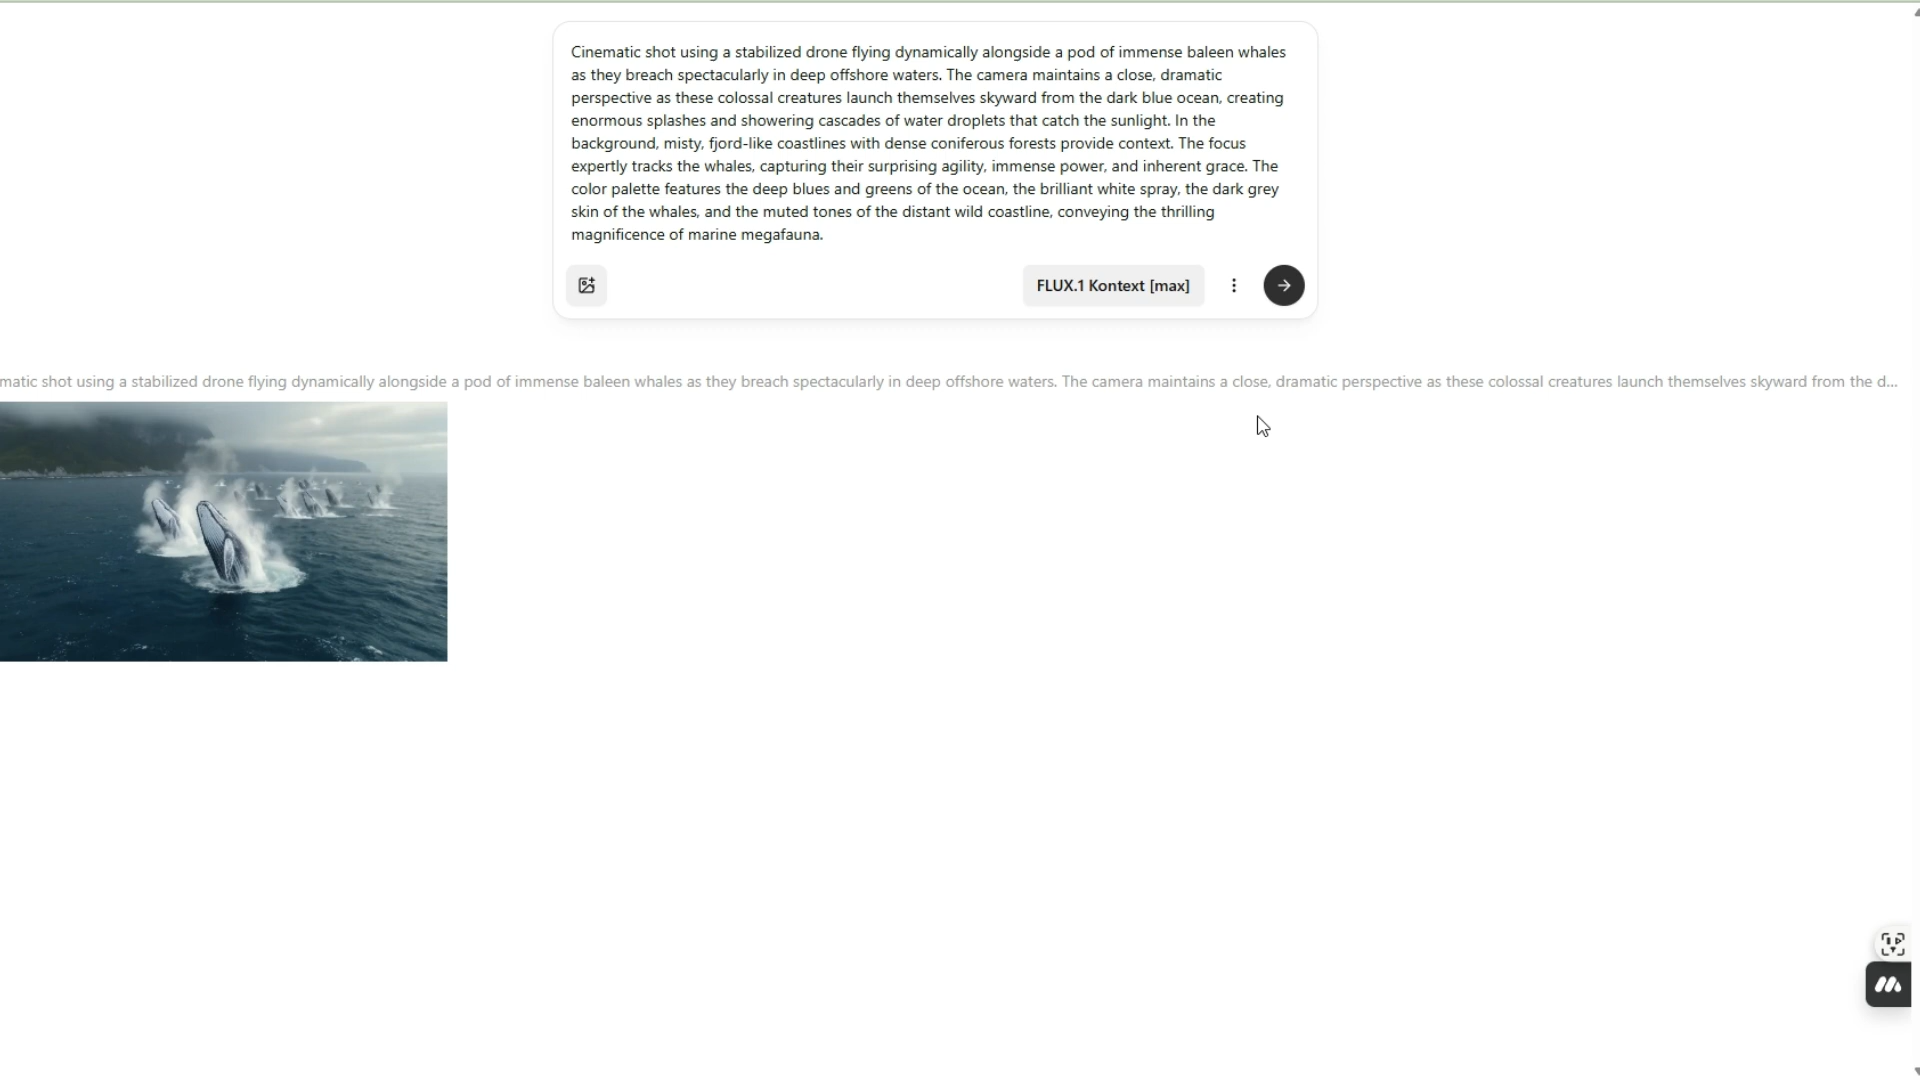 Cinematic shot using a stabilized drone flying dynamically alongside a pod of immense baleen whales
as they breach spectacularly in deep offshore waters. The camera maintains a close, dramatic
perspective as these colossal creatures launch themselves skyward from the dark blue ocean, creating
enormous splashes and showering cascades of water droplets that catch the sunlight. In the
background, misty, fjord-like coastlines with dense coniferous forests provide context. The focus
expertly tracks the whales, capturing their surprising agility, immense power, and inherent grace. The
color palette features the deep blues and greens of the ocean, the brilliant white spray, the dark grey
skin of the whales, and the muted tones of the distant wild coastline, conveying the thrilling
magnificence of marine megafauna.
FLUX.1 Kontext [max]
matic shot using a stabilized drone flying dynamically alongside a pod of immense baleen whales as they breach spectacularly in deep offshore waters. The camera maintains a close, dramatic perspective as these colossal creatures launch themselves skyward from the d...